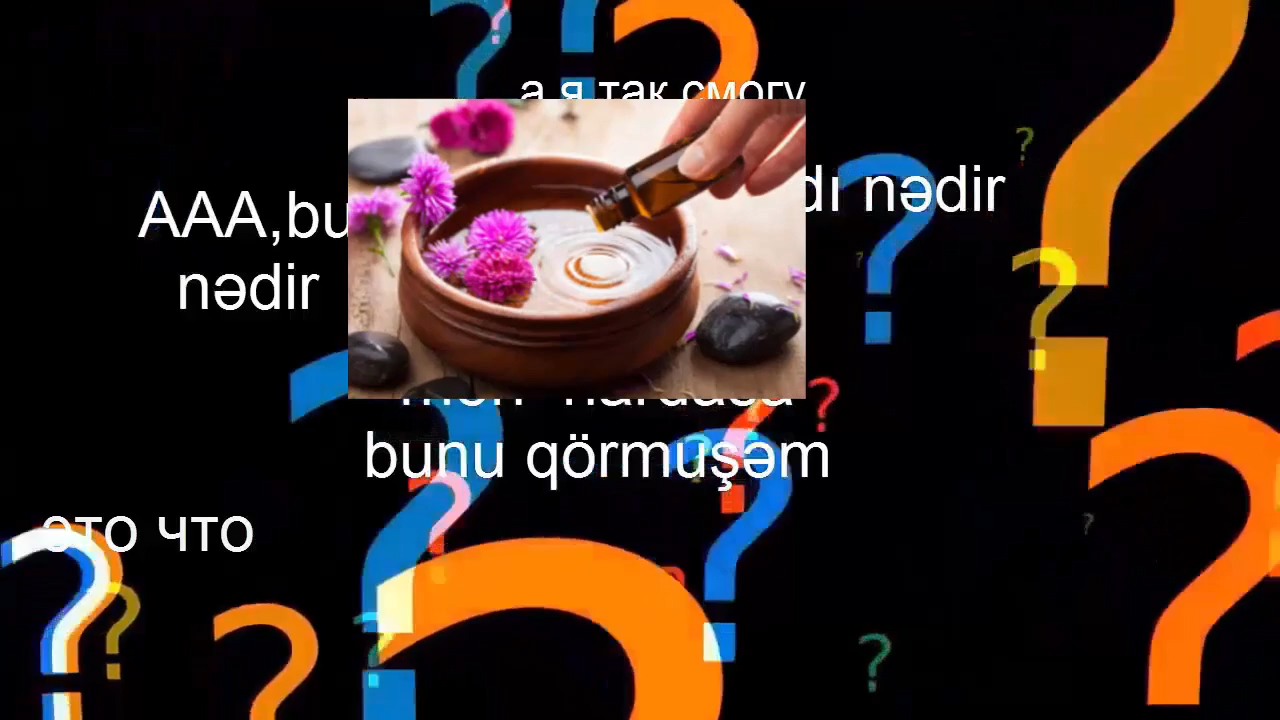 а я так смогу
AAA,bu
dı nədir
nədir
bunu qörmuşəm
это что